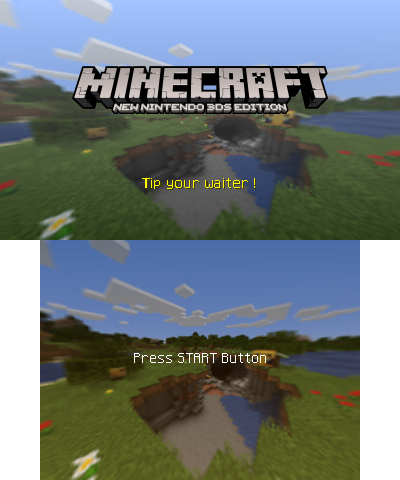 MINECRAFT
NEW NINTENDO 3DS EDITION
Tip your waiter !
Press START Button